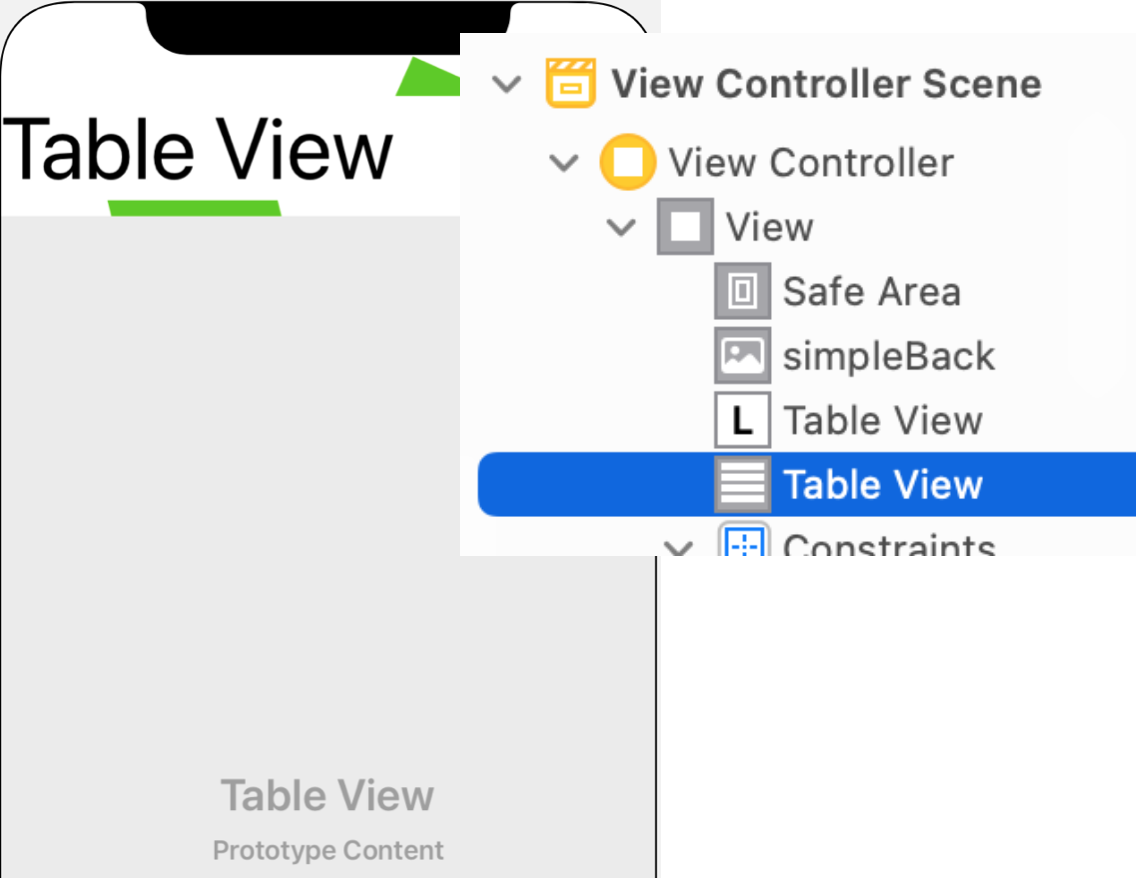 Table View
View Controller Scene
View Controller
View
Safe Area
simpleBack
L Table View
Table View
Constraints
Table View
Prototype Content